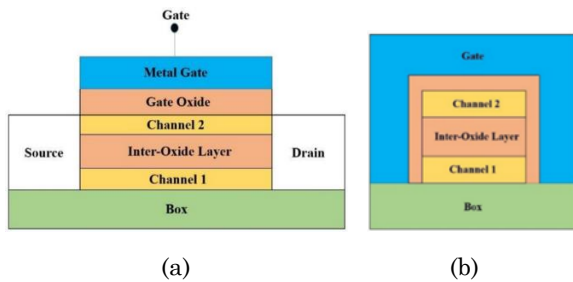 Gate
Metal Gate
Gate Oxide
Channel 2
Source
Inter-Oxide Layer
Drain
Channel 1
Box
(a)
Gate
Channel 2
Inter-Oxide Layer
Channel 1
Box
(b)